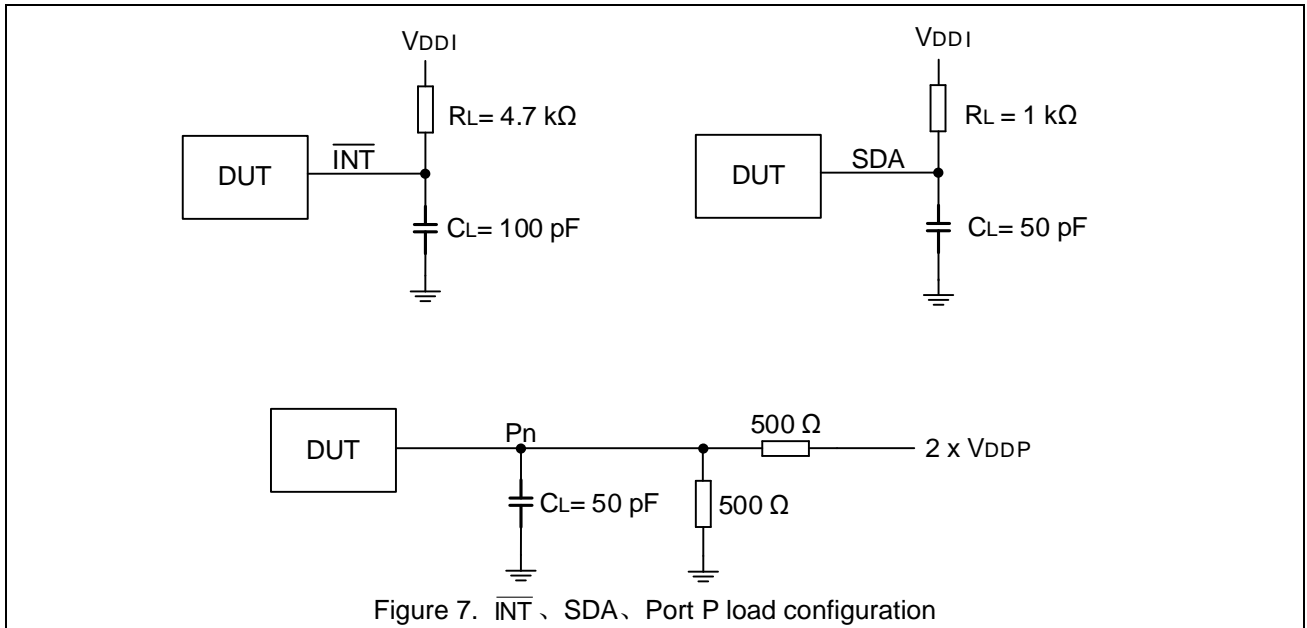 VDDI
RL= 4.7 kΩ
DUT
INT
CL= 100 pF
VDDI
RL = 1 kΩ
DUT
SDA
CL= 50 pF
DUT
Pn
CL= 50 pF
500 Ω
500 Ω
2 x VDDP
Figure 7. INT 、SDA、Port P load configuration